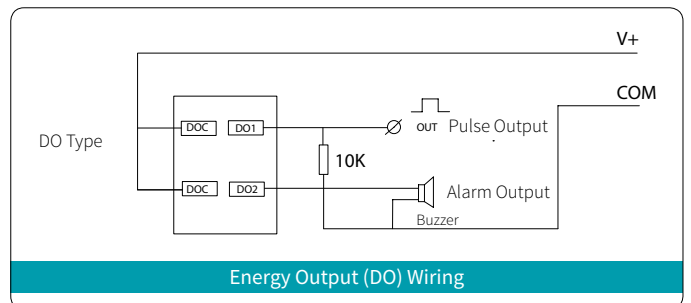 V+
COM
DOC DO1 OUT Pulse Output
DO Type
10K
DOC DO2 Alarm Output
Buzzer
Energy Output (DO) Wiring